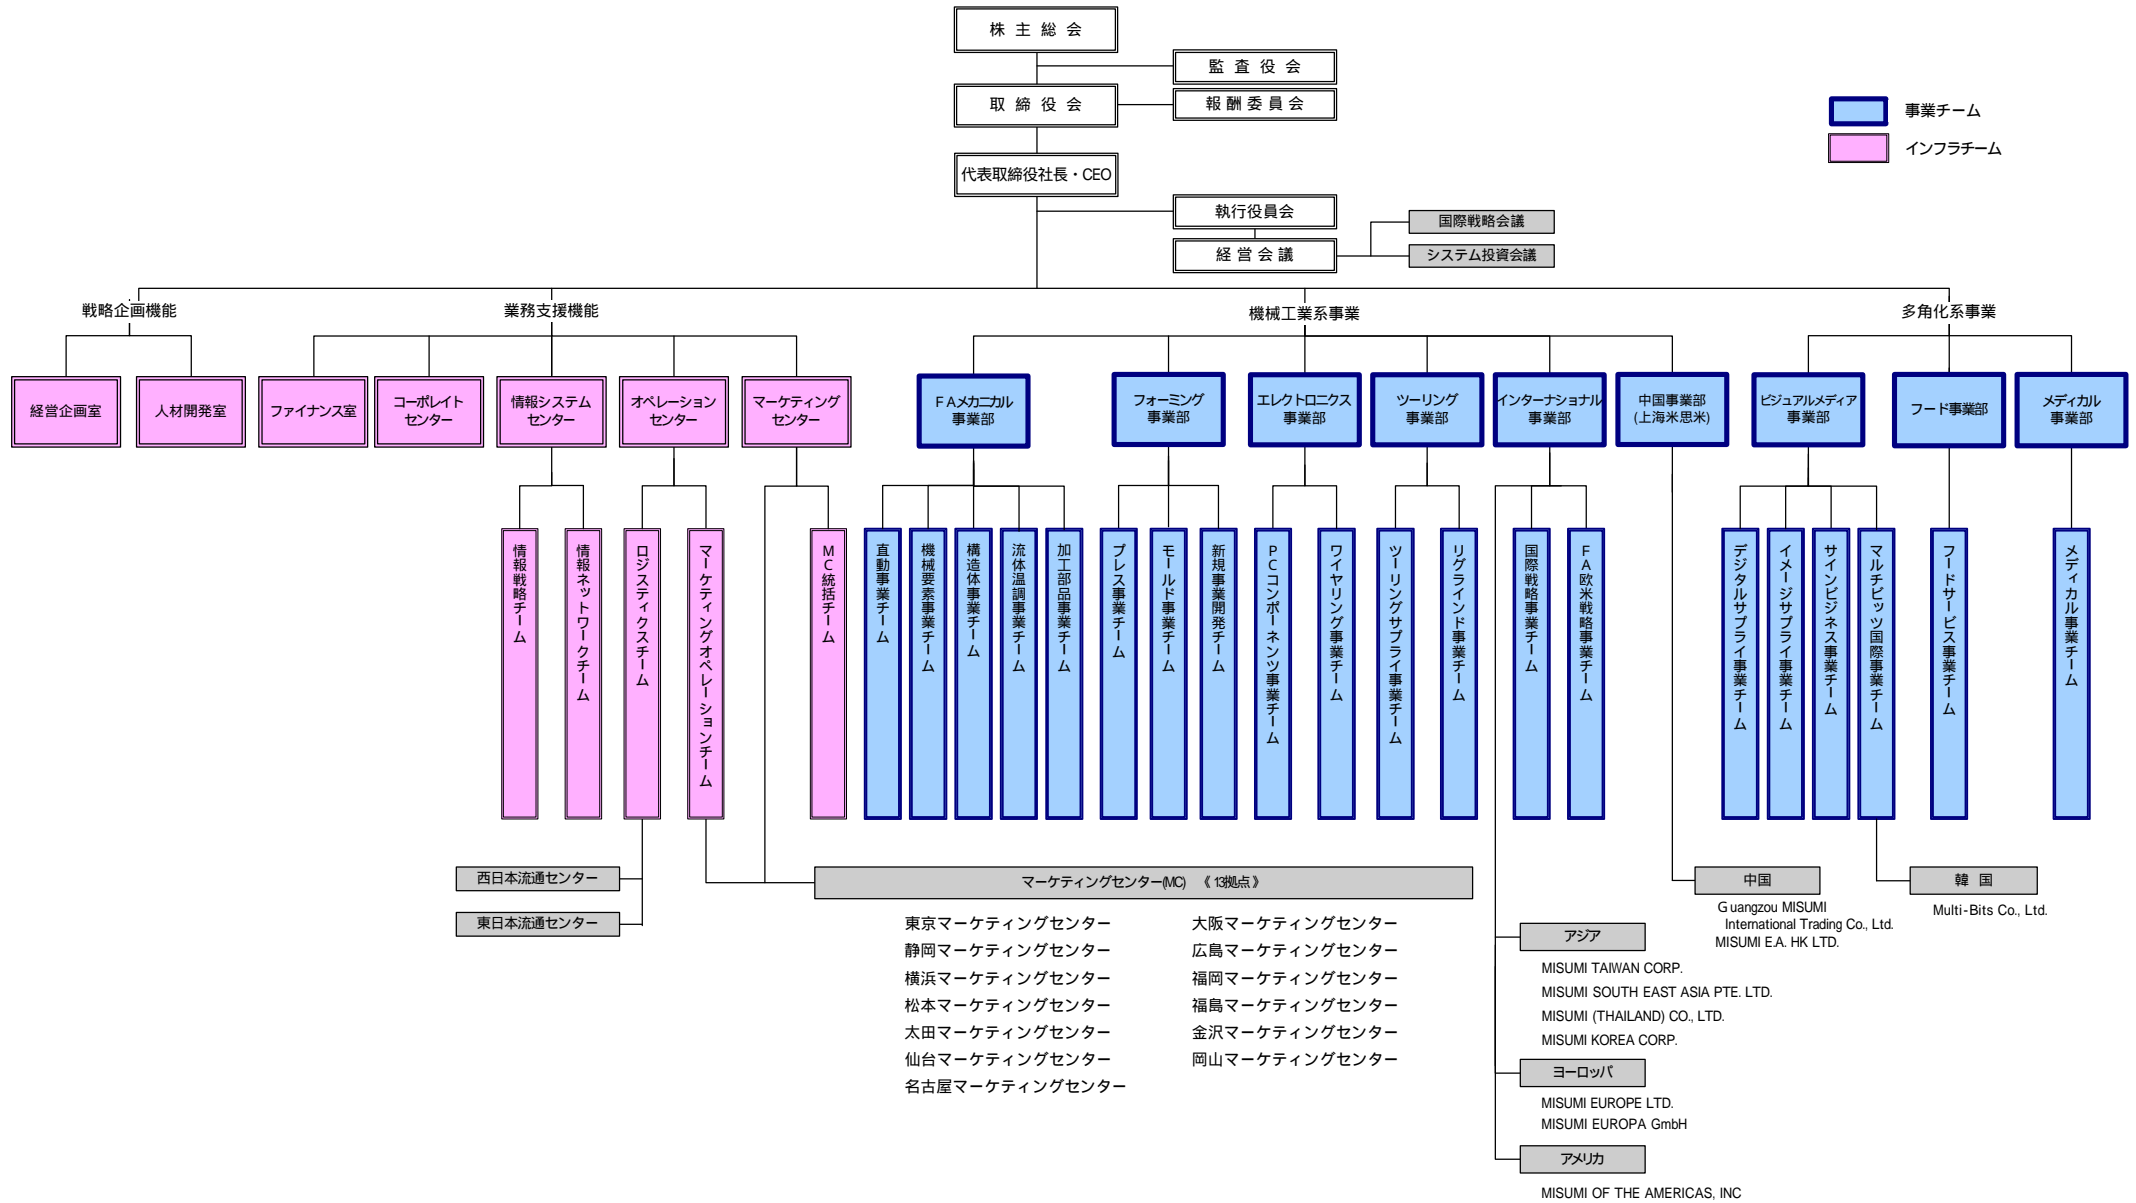 株主総会
監査役会
取締役会
報酬委員会
代表取締役社長・CEO
執行役員会
経営会議
国際戦略会議
システム投資会議
事業チーム
インフラチーム
戦略企画機能
業務支援機能
機械工業系事業
多角化系事業
経営企画室
人材開発室
ファイナンス室
コーポレイト
センター
情報システム
センター
オペレーション
センター
マーケティング
センター
FAメカニカル
事業部
フォーミング
事業部
エレクトロニクス
事業部
ツーリング
事業部
インターナショナル
事業部
中国事業部
(上海米思米)
ビジュアルメディア
事業部
フード事業部
メディカル
事業部
情報戦略チーム
情報ネットワークチーム
ロジスティクスチーム
マーケティングオペレーションチーム
MC統括チーム
直動事業チーム
機械要素事業チーム
構造体事業チーム
流体温調事業チーム
加工部品事業チーム
プレス事業チーム
モールド事業チーム
新規事業開発チーム
PCコンポーネンツ事業チーム
ワイヤリング事業チーム
ツーリングサプライ事業チーム
リグラインド事業チーム
国際戦略事業チーム
FA欧米戦略事業チーム
デジタルサプライ事業チーム
イメージサプライ事業チーム
サインビジネス事業チーム
マルチビッツ国際事業チーム
フードサービス事業チーム
メディカル事業チーム
西日本流通センター
東日本流通センター
マーケティングセンター(MC) 《13拠点》
東京マーケティングセンター
静岡マーケティングセンター
横浜マーケティングセンター
松本マーケティングセンター
太田マーケティングセンター
仙台マーケティングセンター
名古屋マーケティングセンター
大阪マーケティングセンター
広島マーケティングセンター
福岡マーケティングセンター
福島マーケティングセンター
金沢マーケティングセンター
岡山マーケティングセンター
アジア
MISUMI TAIWAN CORP.
MISUMI SOUTH EAST ASIA PTE. LTD.
MISUMI (THAILAND) CO., LTD.
MISUMI KOREA CORP.
ヨーロッパ
MISUMI EUROPE LTD.
MISUMI EUROPA GmbH
アメリカ
MISUMI OF THE AMERICAS, INC
中国
Guangzou MISUMI
International Trading Co., Ltd.
MISUMI E.A. HK LTD.
韓国
Multi-Bits Co., Ltd.